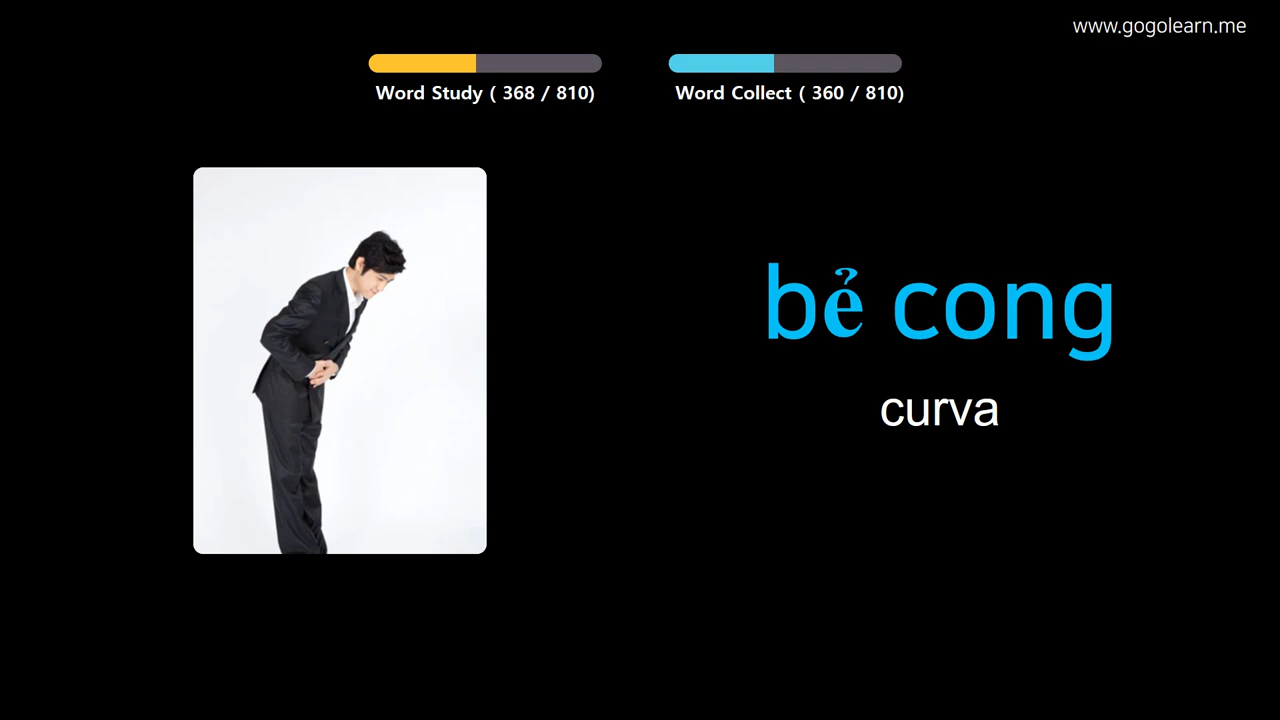 www.gogolearn.me
Word Study ( 368 / 810)
Word Collect ( 360 / 810)
bẻ cong
curva